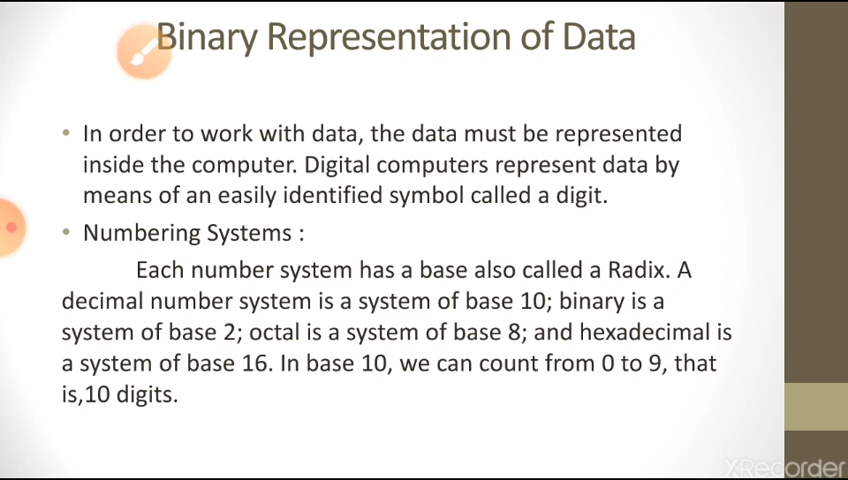 Binary Representation of Data
• In order to work with data, the data must be represented
inside the computer. Digital computers represent data by
means of an easily identified symbol called a digit.
• Numbering Systems :
Each number system has a base also called a Radix. A
decimal number system is a system of base 10; binary is a
system of base 2; octal is a system of base 8; and hexadecimal is
a system of base 16. In base 10, we can count from 0 to 9, that
is,10 digits.
XRecorder